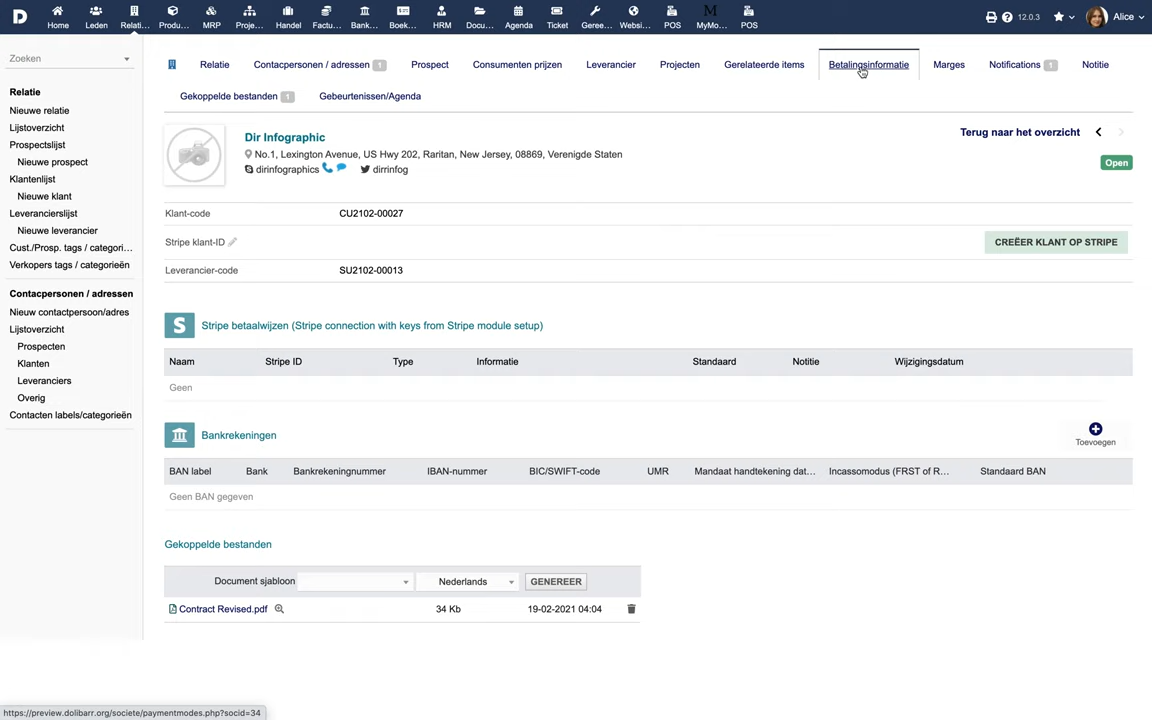 D
Home
Leden
Relati...
Produ...
MRP
Proje...
Handel
Factu...
Bank...
Boek...
HRM
Docu...
Agenda
Ticket
Geree...
Websi...
POS
M
MyMo...
POS
12.0.3
Alice
Zoeken
Relatie
Nieuwe relatie
Lijstoverzicht
Prospectslijst
Nieuwe prospect
Klantenlijst
Nieuwe klant
Leverancierslijst
Nieuwe leverancier
Cust./Prosp. tags / categori...
Verkopers tags / categorieën
Contacpersonen / adressen
Nieuw contactpersoon/adres
Lijstoverzicht
Prospecten
Klanten
Leveranciers
Overig
Contacten labels/categorieën
Relatie
Contacpersonen / adressen 1
Prospect
Consumenten prijzen
Leverancier
Projecten
Gerelateerde items
Betalingsinformatie
Marges
Notifications 1
Notitie
Gekoppelde bestanden 1
Gebeurtenissen/Agenda
Dir Infographic
No.1, Lexington Avenue, US Hwy 202, Raritan, New Jersey, 08869, Verenigde Staten
dirinfographics dirrinfog
Terug naar het overzicht
Open
Klant-code CU2102-00027
Stripe klant-ID
CREËER KLANT OP STRIPE
Leverancier-code SU2102-00013
S Stripe betaalwijzen (Stripe connection with keys from Stripe module setup)
Naam Stripe ID Type Informatie Standaard Notitie Wijzigingsdatum
Geen
Bankrekeningen
Toevoegen
BAN label Bank Bankrekeningnummer IBAN-nummer BIC/SWIFT-code UMR Mandaat handtekening dat... Incassomodus (FRST of R... Standaard BAN
Geen BAN gegeven
Gekoppelde bestanden
Document sjabloon Nederlands GENEREER
Contract Revised.pdf 34 Kb 19-02-2021 04:04
https://preview.dolibarr.org/societe/paymentmodes.php?socid=34